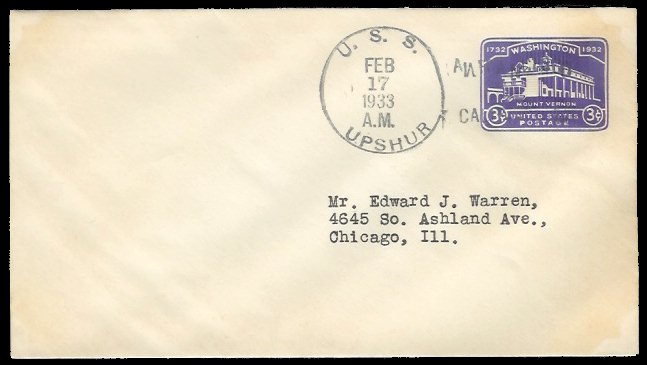 U. S. S.
FEB
17
1933
A.M.
UPSHUR
CA
1732 WASHINGTON 1932
MOUNT VERNON
3¢ UNITED STATES 3¢
POSTAGE
Mr. Edward J. Warren,
4645 So. Ashland Ave.,
Chicago, Ill.